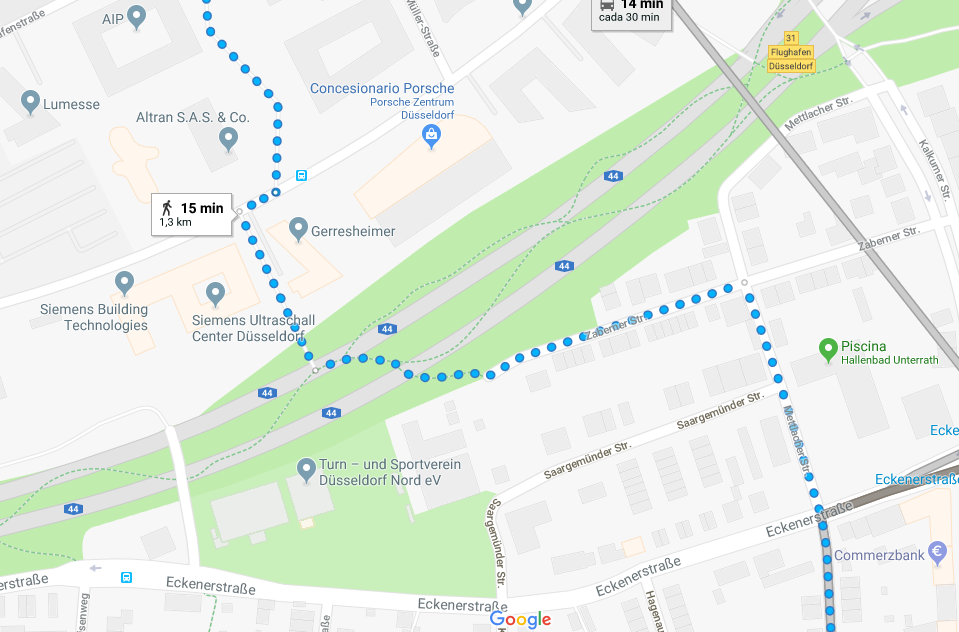 AIP
afenstraße
Müller-Straße
14 min
cada 30 min
31
Flughafen
Düsseldorf
Lumesse
Concesionario Porsche
Porsche Zentrum
Düsseldorf
Altran S.A.S. & Co.
Mettlacher Str.
Kalkumer Str.
44
15 min
1,3 km
Gerresheimer
Zaberner Str.
44
Siemens Building
Technologies
Siemens Ultraschall
Center Düsseldorf
44
Zaberner Str.
Piscina
Hallenbad Unterrath
44
44
Saargemünder Str.
Mettlacher Str.
Ecke
Saargemünder Str.
Turn – und Sportverein
Düsseldorf Nord eV
Eckenerstraße
44
Saargemünder Str.
Eckenerstraße
Commerzbank
Eckenerstraße
nerstraße
Eckenerstraße
Eckenerstraße
Hagenau
senweg
Google